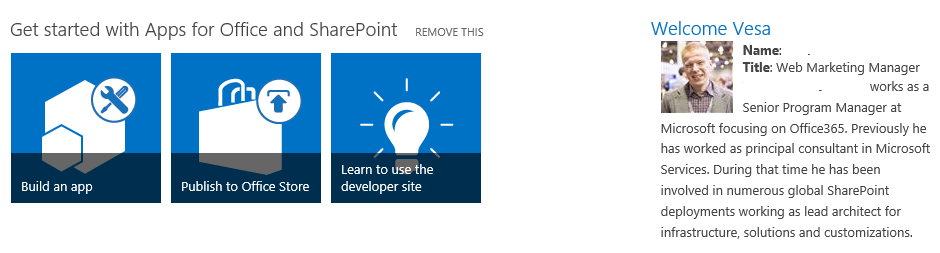 Get started with Apps for Office and SharePoint REMOVE THIS
Build an app
Publish to Office Store
Learn to use the
developer site
Welcome Vesa
Name:
Title: Web Marketing Manager
works as a
Senior Program Manager at
Microsoft focusing on Office365. Previously he
has worked as principal consultant in Microsoft
Services. During that time he has been
involved in numerous global SharePoint
deployments working as lead architect for
infrastructure, solutions and customizations.